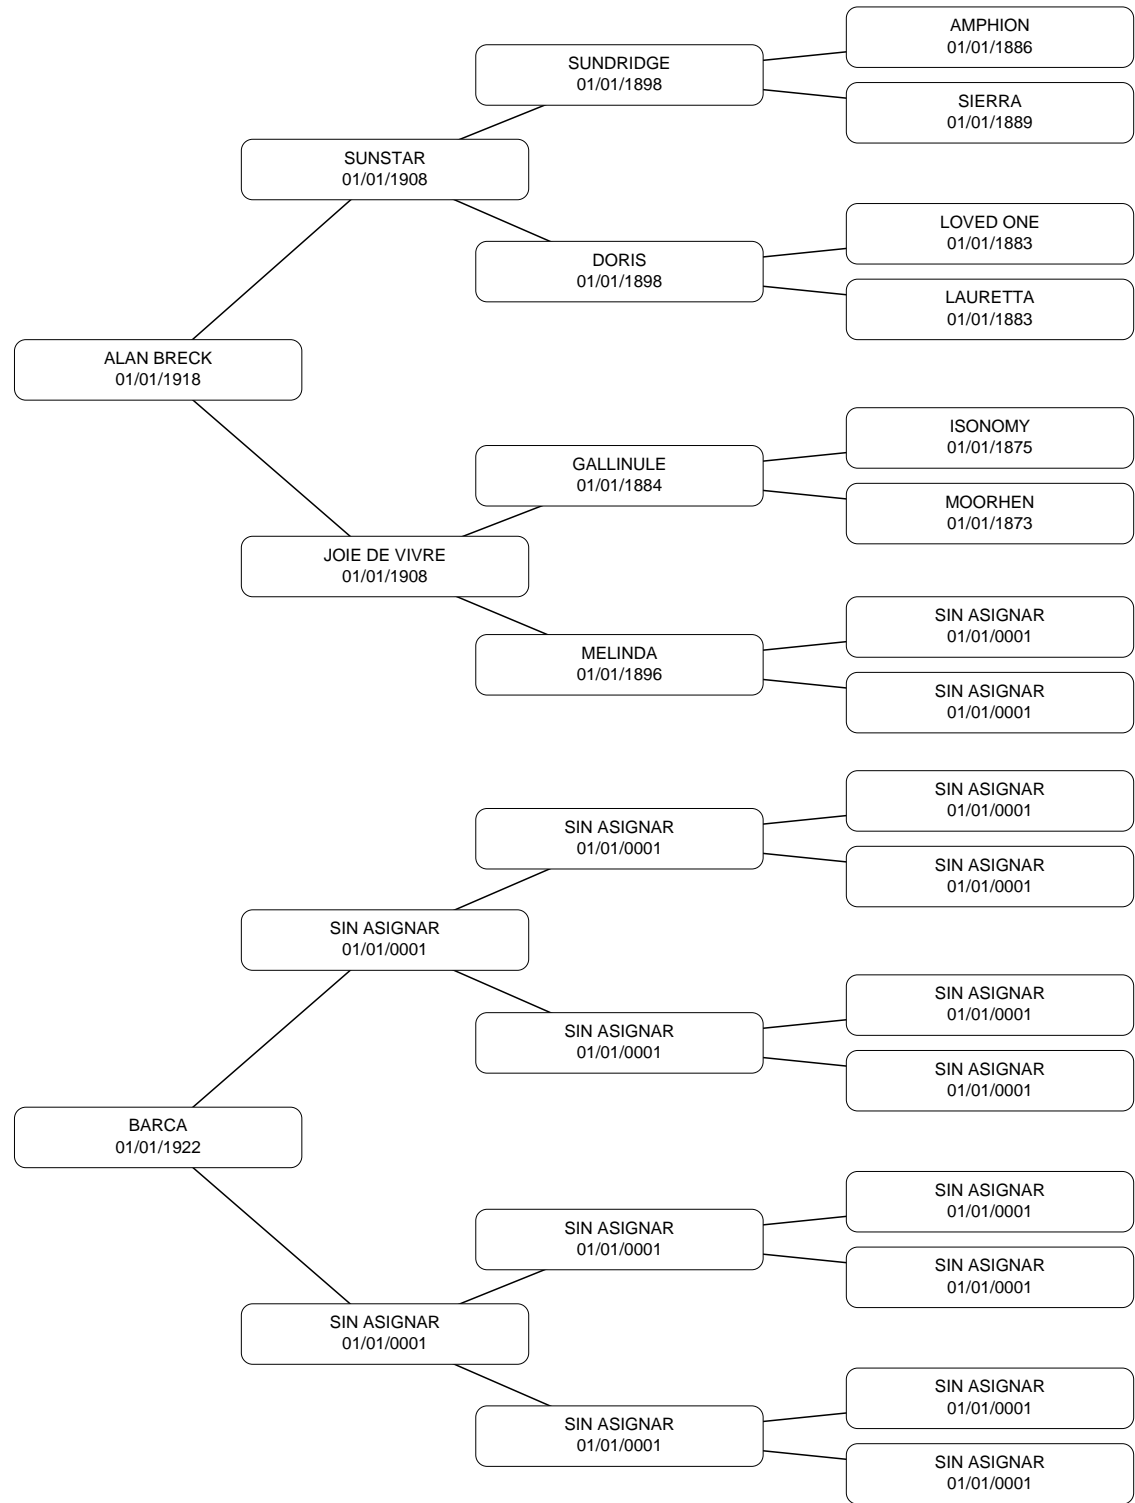 AMPHION
01/01/1886
SUNDRIDGE
01/01/1898
SIERRA
01/01/1889
SUNSTAR
01/01/1908
LOVED ONE
01/01/1883
DORIS
01/01/1898
LAURETTA
01/01/1883
ALAN BRECK
01/01/1918
ISONOMY
01/01/1875
GALLINULE
01/01/1884
MOORHEN
01/01/1873
JOIE DE VIVRE
01/01/1908
SIN ASIGNAR
01/01/0001
MELINDA
01/01/1896
SIN ASIGNAR
01/01/0001
SIN ASIGNAR
01/01/0001
SIN ASIGNAR
01/01/0001
SIN ASIGNAR
01/01/0001
SIN ASIGNAR
01/01/0001
SIN ASIGNAR
01/01/0001
SIN ASIGNAR
01/01/0001
SIN ASIGNAR
01/01/0001
BARCA
01/01/1922
SIN ASIGNAR
01/01/0001
SIN ASIGNAR
01/01/0001
SIN ASIGNAR
01/01/0001
SIN ASIGNAR
01/01/0001
SIN ASIGNAR
01/01/0001
SIN ASIGNAR
01/01/0001
SIN ASIGNAR
01/01/0001